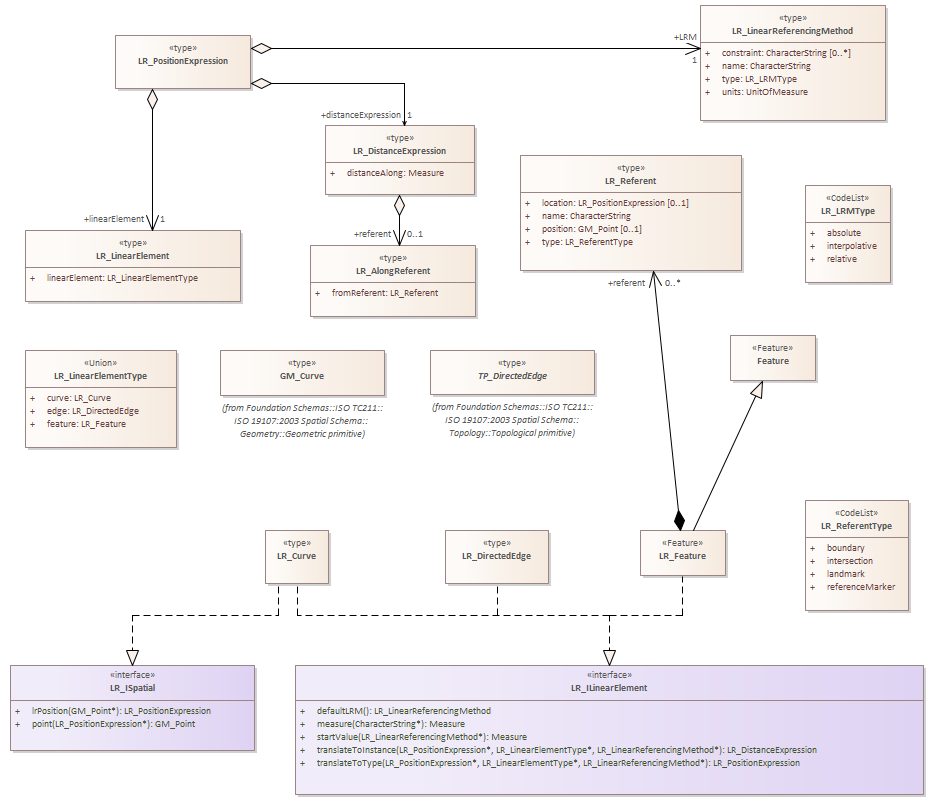 «type»
LR_PositionExpression
+LRM
1
«type»
LR_LinearReferencingMethod
+ constraint: CharacterString [0..*]
+ name: CharacterString
+ type: LR_LRMType
+ units: UnitOfMeasure
+distanceExpression 1
«type»
LR_DistanceExpression
+ distanceAlong: Measure
«type»
LR_Referent
+ location: LR_PositionExpression [0..1]
+ name: CharacterString
+ position: GM_Point [0..1]
+ type: LR_ReferentType
«CodeList»
LR_LRMType
+ absolute
+ interpolative
+ relative
+linearElement 1
«type»
LR_LinearElement
+ linearElement: LR_LinearElementType
+referent 0..1
«type»
LR_AlongReferent
+ fromReferent: LR_Referent
+referent 0..*
«Union»
LR_LinearElementType
+ curve: LR_Curve
+ edge: LR_DirectedEdge
+ feature: LR_Feature
«type»
GM_Curve
(from Foundation Schemas::ISO TC211::
ISO 19107:2003 Spatial Schema::
Geometry::Geometric primitive)
«type»
TP_DirectedEdge
(from Foundation Schemas::ISO TC211::
ISO 19107:2003 Spatial Schema::
Topology::Topological primitive)
«Feature»
Feature
«type»
LR_Curve
«type»
LR_DirectedEdge
«Feature»
LR_Feature
«CodeList»
LR_ReferentType
+ boundary
+ intersection
+ landmark
+ referenceMarker
«interface»
LR_ISpatial
+ lrPosition(GM_Point*): LR_PositionExpression
+ point(LR_PositionExpression*): GM_Point
«interface»
LR_ILinearElement
+ defaultLRM(): LR_LinearReferencingMethod
+ measure(CharacterString*): Measure
+ startValue(LR_LinearReferencingMethod*): Measure
+ translateToInstance(LR_PositionExpression*, LR_LinearElementType*, LR_LinearReferencingMethod*): LR_DistanceExpression
+ translateToType(LR_PositionExpression*, LR_LinearElementType*, LR_LinearReferencingMethod*): LR_PositionExpression